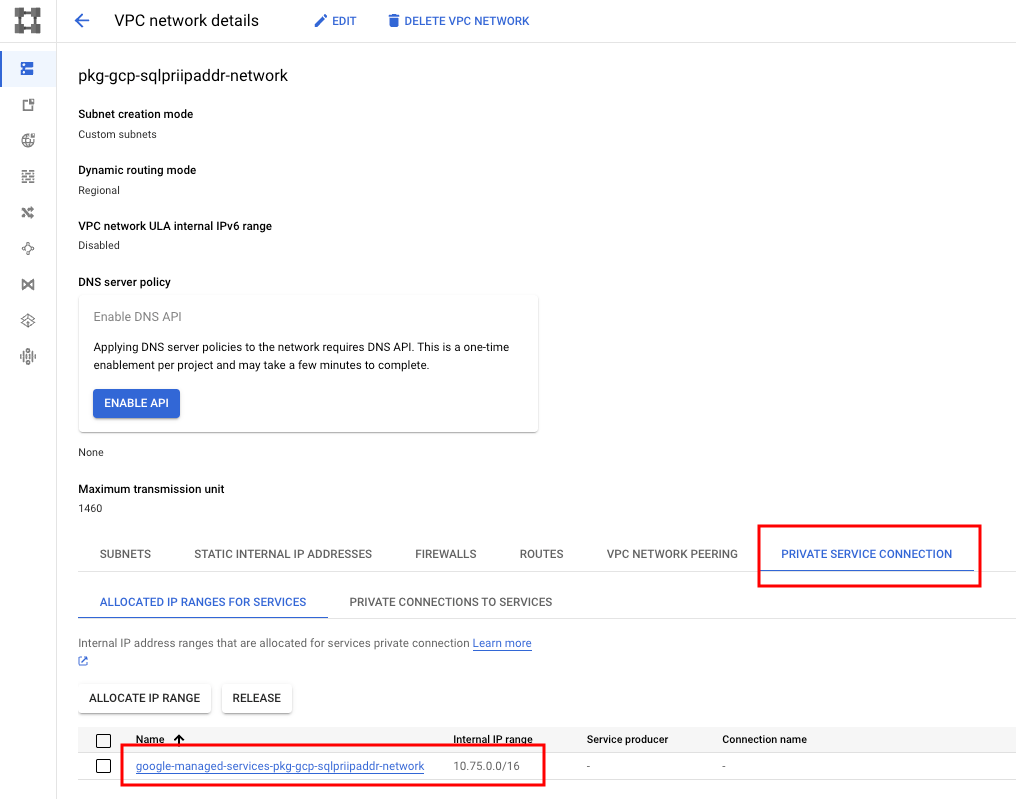 VPC network details EDIT DELETE VPC NETWORK
pkg-gcp-sqlpriipaddr-network
Subnet creation mode
Custom subnets
Dynamic routing mode
Regional
VPC network ULA internal IPv6 range
Disabled
DNS server policy
Enable DNS API
Applying DNS server policies to the network requires DNS API. This is a one-time
enablement per project and may take a few minutes to complete.
ENABLE API
None
Maximum transmission unit
1460
SUBNETS STATIC INTERNAL IP ADDRESSES FIREWALLS ROUTES VPC NETWORK PEERING PRIVATE SERVICE CONNECTION
ALLOCATED IP RANGES FOR SERVICES PRIVATE CONNECTIONS TO SERVICES
Internal IP address ranges that are allocated for services private connection Learn more
ALLOCATE IP RANGE RELEASE
Name Internal IP range Service producer Connection name
google-managed-services-pkg-gcp-sqlpriipaddr-network 10.75.0.0/16 - -